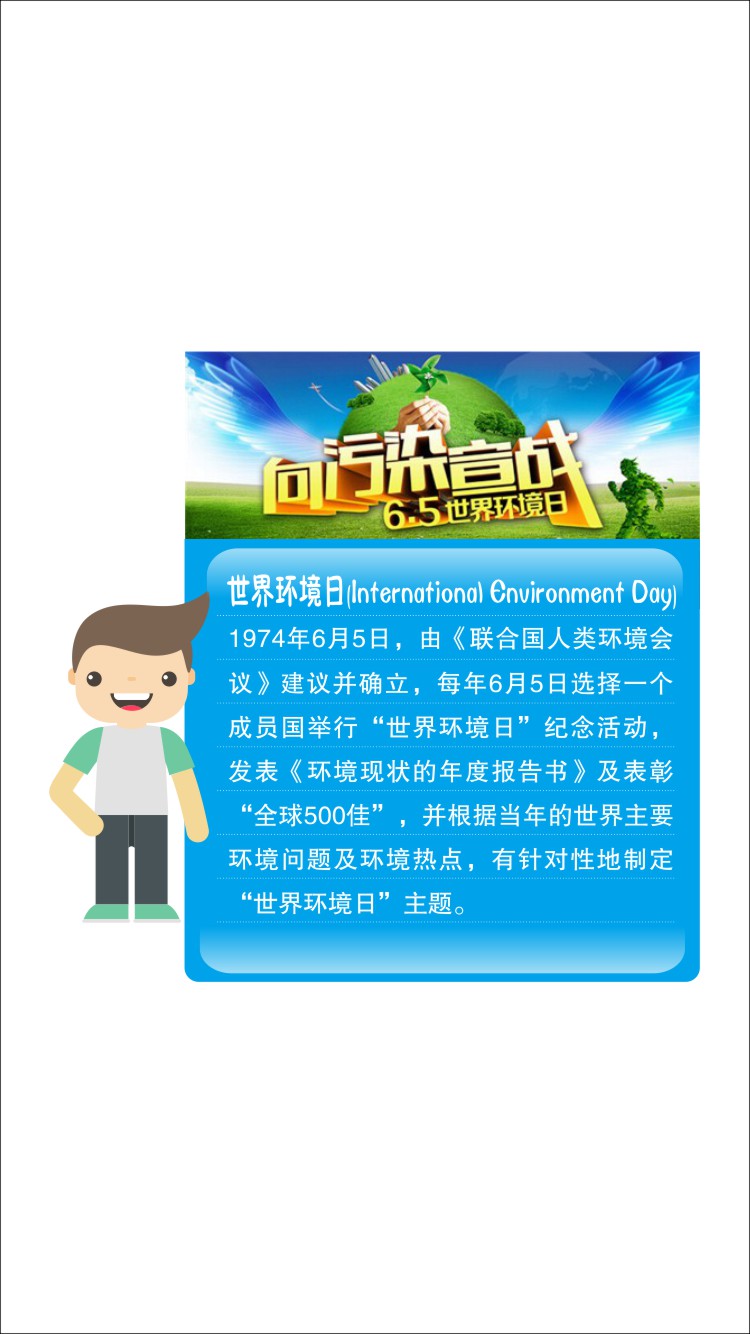 向污染宣战
6.5世界环境日
世界环境日(International Environment Day)
1974年6月5日，由《联合国人类环境会
议》建议并确立，每年6月5日选择一个
成员国举行“世界环境日”纪念活动，
发表《环境现状的年度报告书》及表彰
“全球500佳”，并根据当年的世界主要
环境问题及环境热点，有针对性地制定
“世界环境日”主题。